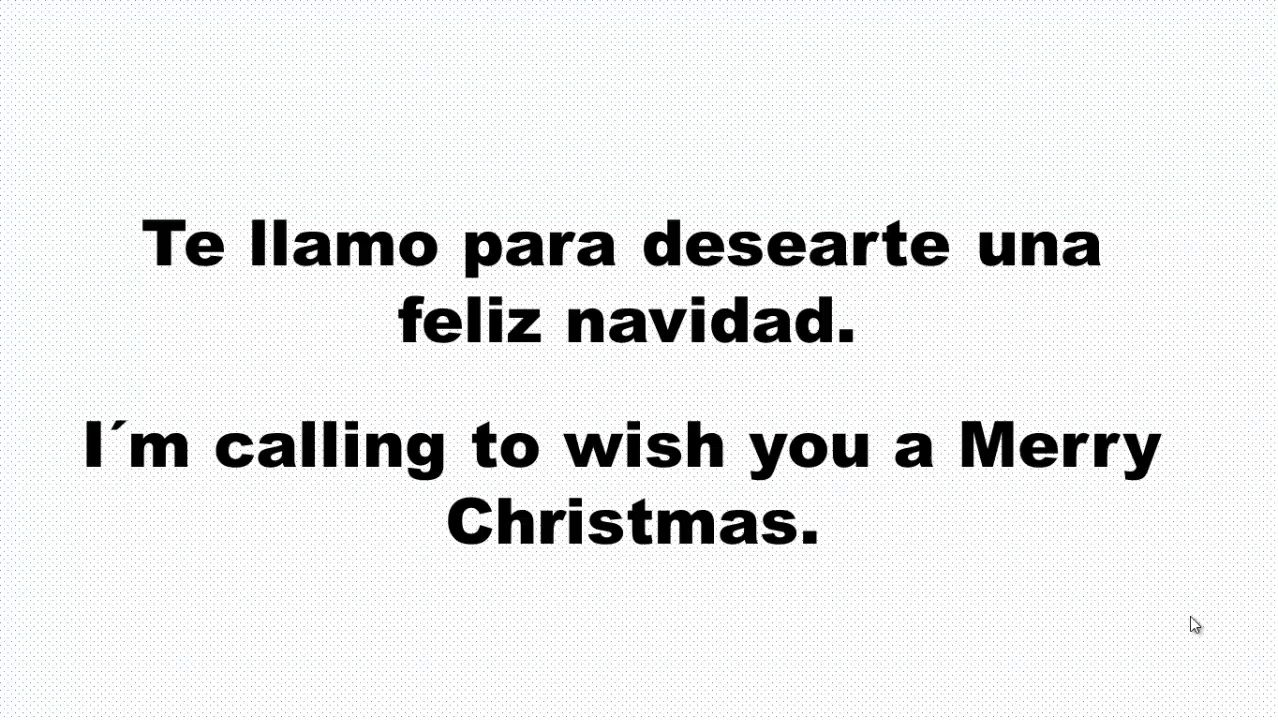 Te llamo para desearte una
feliz navidad.
I´m calling to wish you a Merry
Christmas.